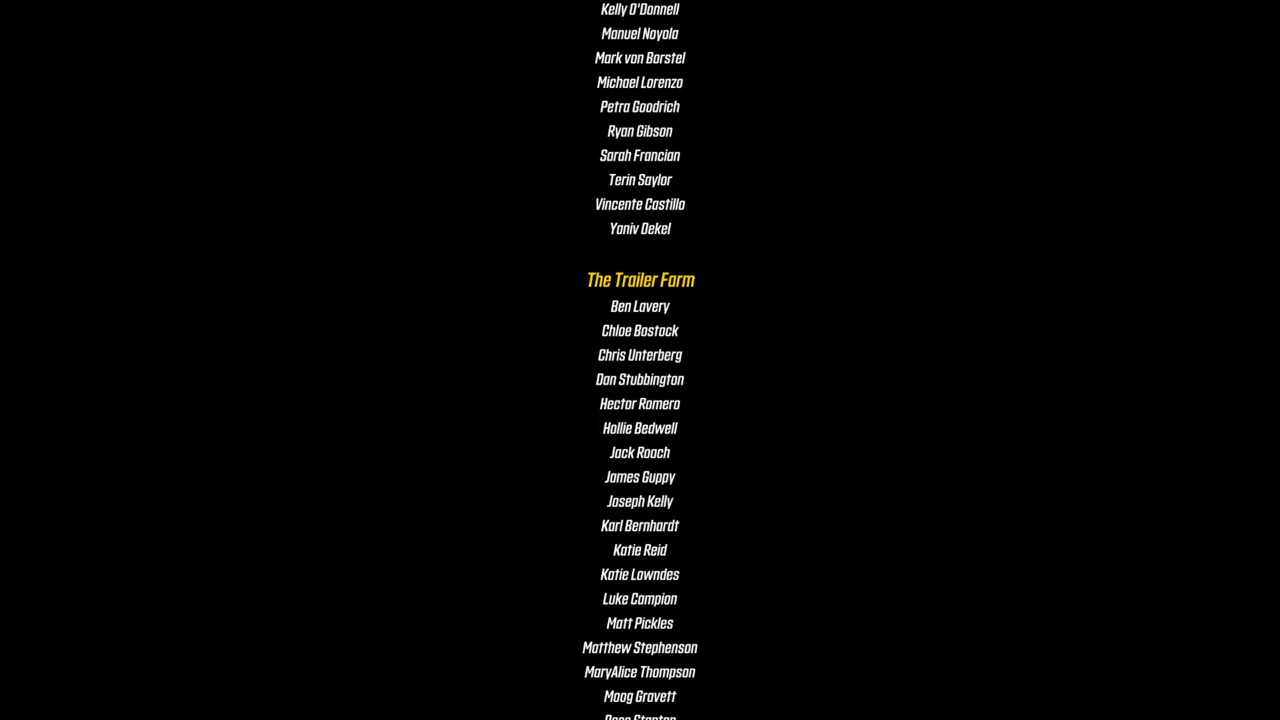 Kelly O'Donnell
Manuel Noyola
Mark von Borstel
Michael Lorenzo
Petra Goodrich
Ryan Gibson
Sarah Francian
Terin Saylor
Vincente Castillo
Yaniv Dekel
The Trailer Farm
Ben Lavery
Chloe Bostock
Chris Unterberg
Dan Stubbington
Hector Romero
Hollie Bedwell
Jack Roach
James Guppy
Joseph Kelly
Karl Bernhardt
Katie Reid
Katie Lowndes
Luke Campion
Matt Pickles
Matthew Stephenson
MaryAlice Thompson
Moog Gravett